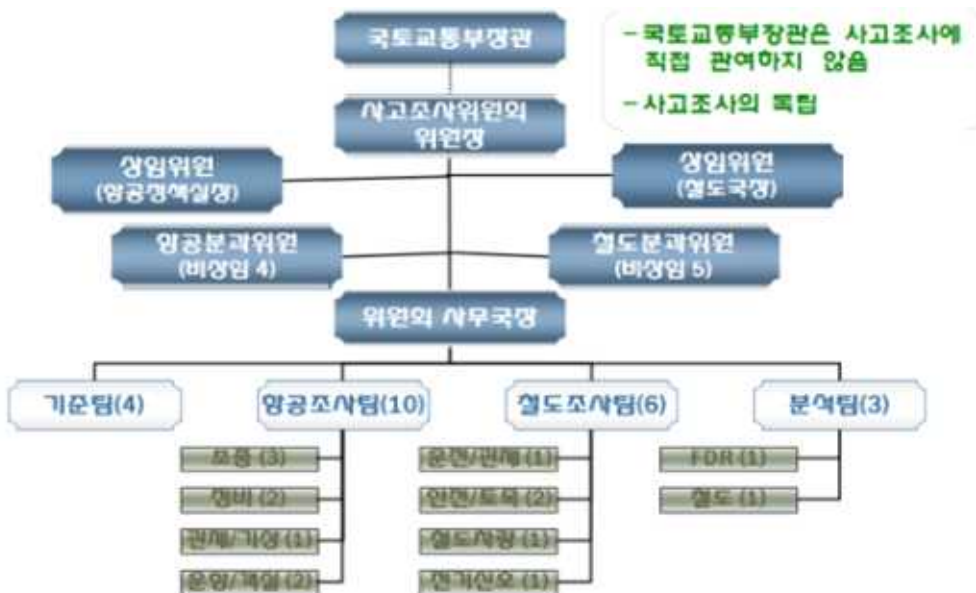 국토교통부장관
– 국토교통부장관은 사고조사에
직접 관여하지 않음
– 사고조사의 독립
사고조사위원회
위원장
상임위원
(항공정책실장)
상임위원
(철도국장)
항공분과위원
(비상임 4)
철도분과위원
(비상임 5)
위원회 사무국장
기준팀(4)
항공조사팀(10)
철도조사팀(6)
분석팀(3)
조종 (3)
운전/관제 (1)
FDR (1)
정비 (2)
안전/토목 (2)
철도 (1)
관제/기상 (1)
철도차량 (1)
운항/객실 (2)
전기신호 (1)